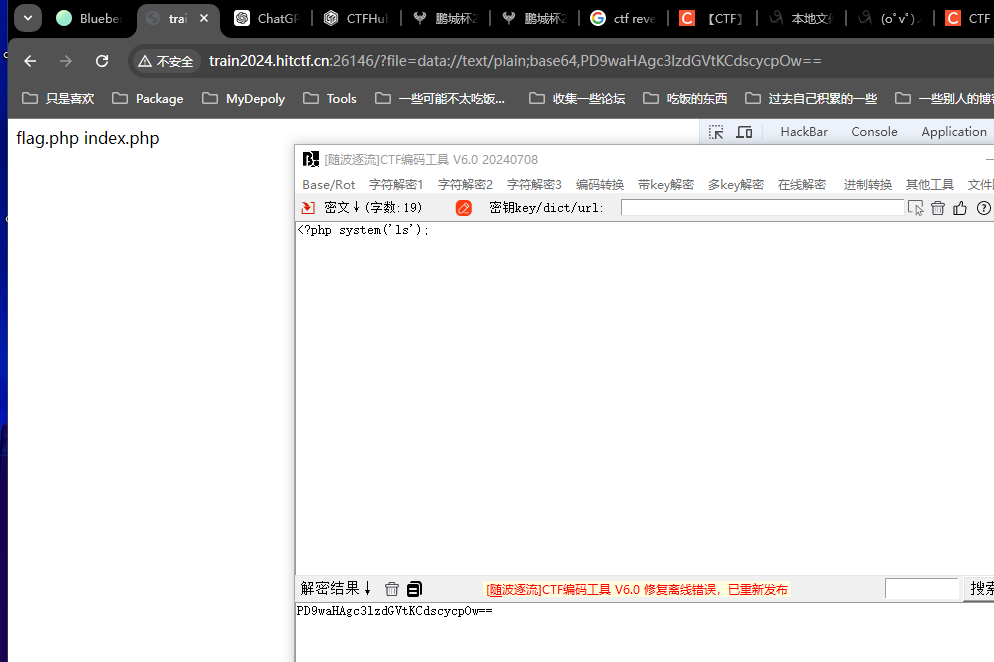 Bluebe
trai
ChatGP
CTFHu
鹏城杯2
鹏城杯2
ctf reve
【CTF】
本地文件
(oˇvˇ)ノ
CTF
不安全
train2024.hitctf.cn:26146/?file=data://text/plain;base64,PD9waHAgc3lzdGVtKCdscycpOw==
只是喜欢
Package
MyDepoly
Tools
一些可能不太吃饭...
收集一些论坛
吃饭的东西
过去自己积累的一些
一些别人的博客
flag.php index.php
HackBar
Console
Application
[随波逐流]CTF编码工具 V6.0 20240708
Base/Rot
字符解密1
字符解密2
字符解密3
编码转换
带key解密
多key解密
在线解密
进制转换
其他工具
密文↓(字数:19)
密钥key/dict/url:
<?php system('ls');
解密结果↓
[随波逐流]CTF编码工具 V6.0 修复离线错误，已重新发布
搜索
PD9waHAgc3lzdGVtKCdscycpOw==